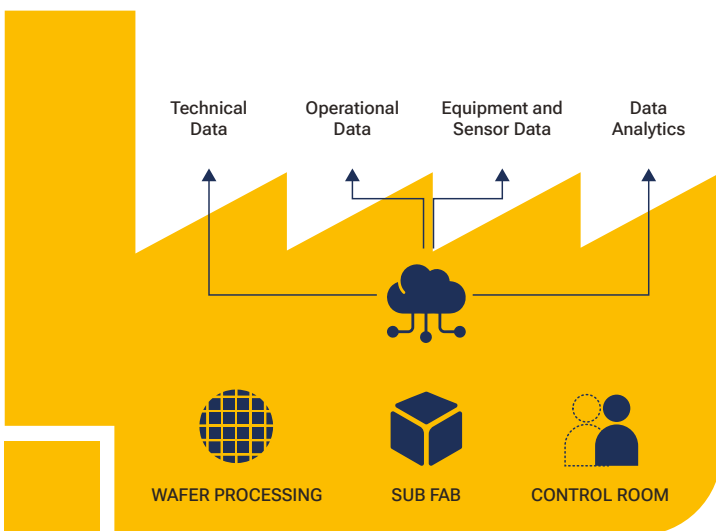 Technical
Data
Operational
Data
Equipment and
Sensor Data
Data
Analytics
WAFER PROCESSING
SUB FAB
CONTROL ROOM